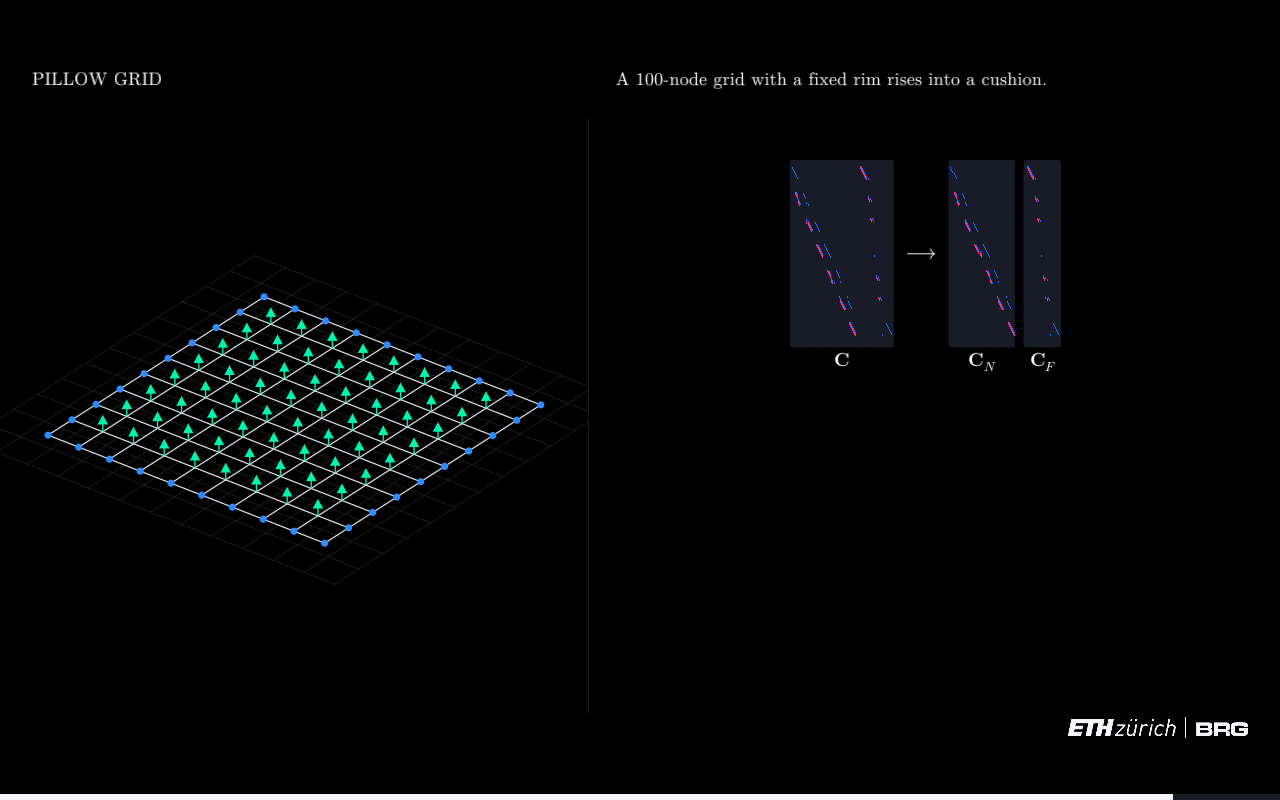 PILLOW GRID
A 100-node grid with a fixed rim rises into a cushion.
C
C_N
C_F
ETH zürich | BRG